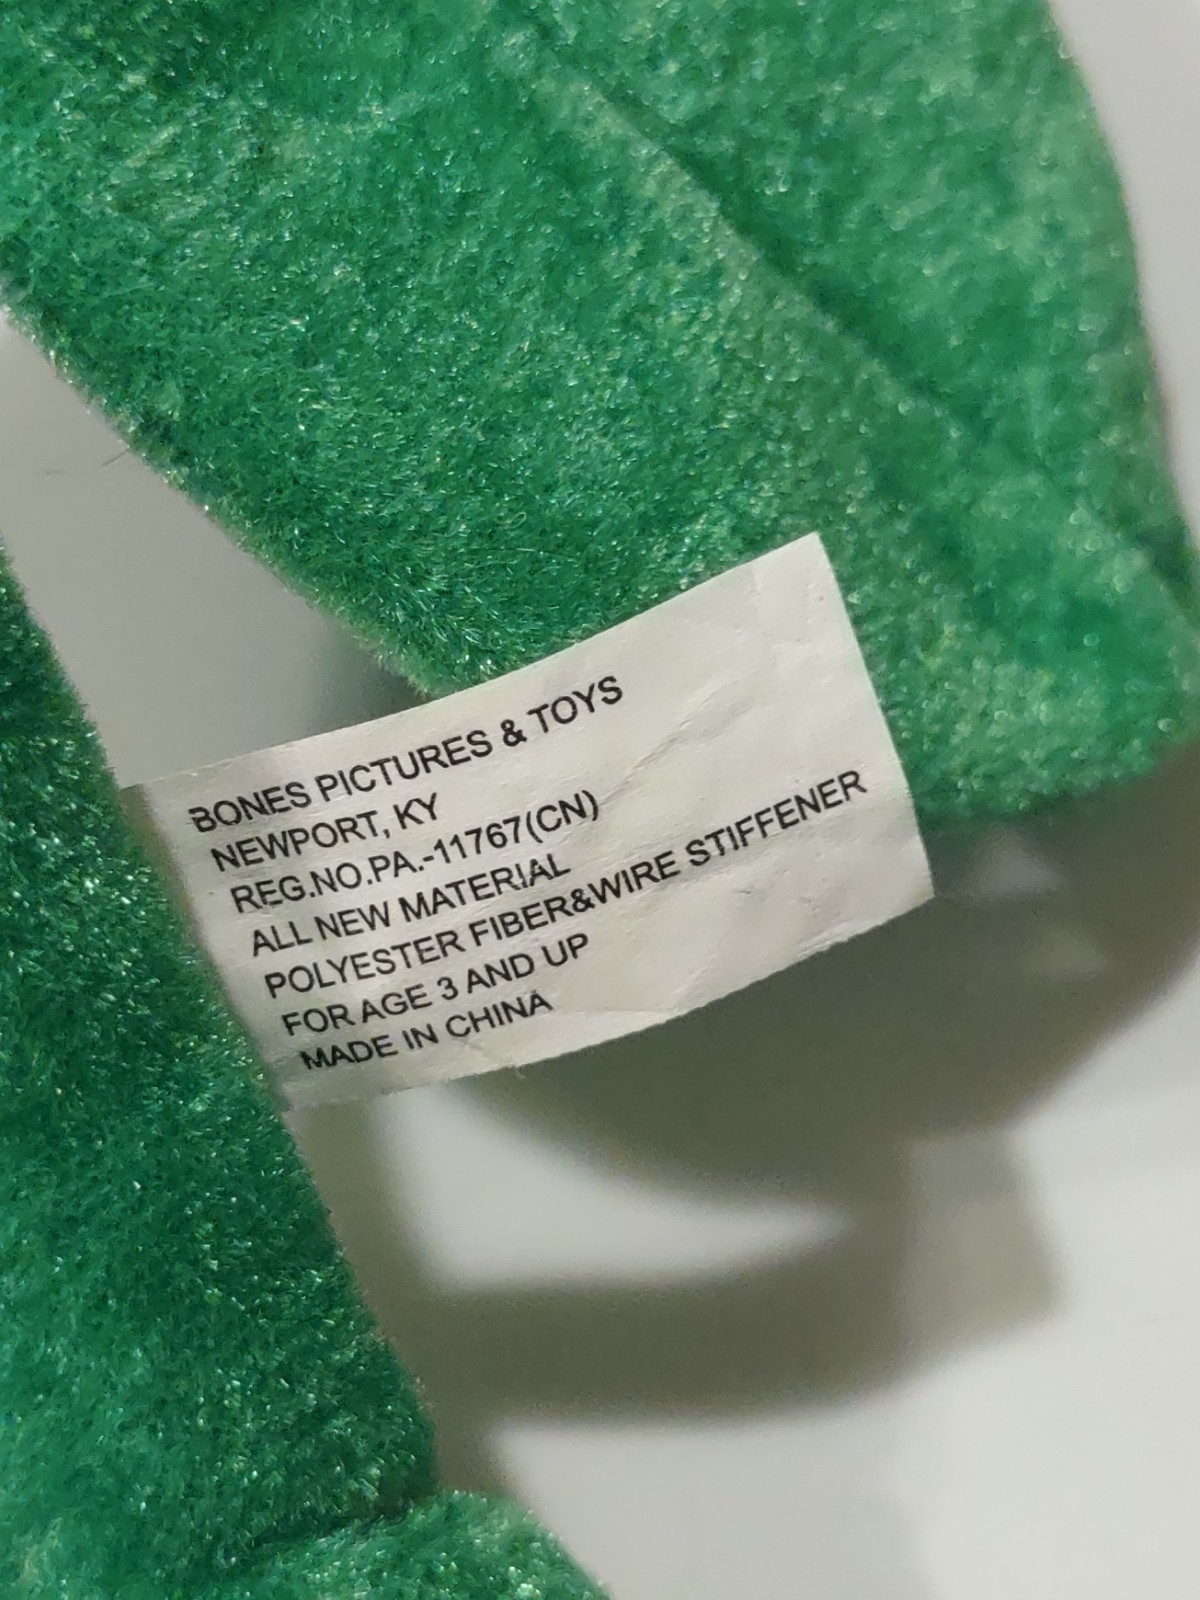 BONES PICTURES & TOYS
NEWPORT, KY
REG.NO.PA.-11767(CN)
ALL NEW MATERIAL
POLYESTER FIBER&WIRE STIFFENER
FOR AGE 3 AND UP
MADE IN CHINA